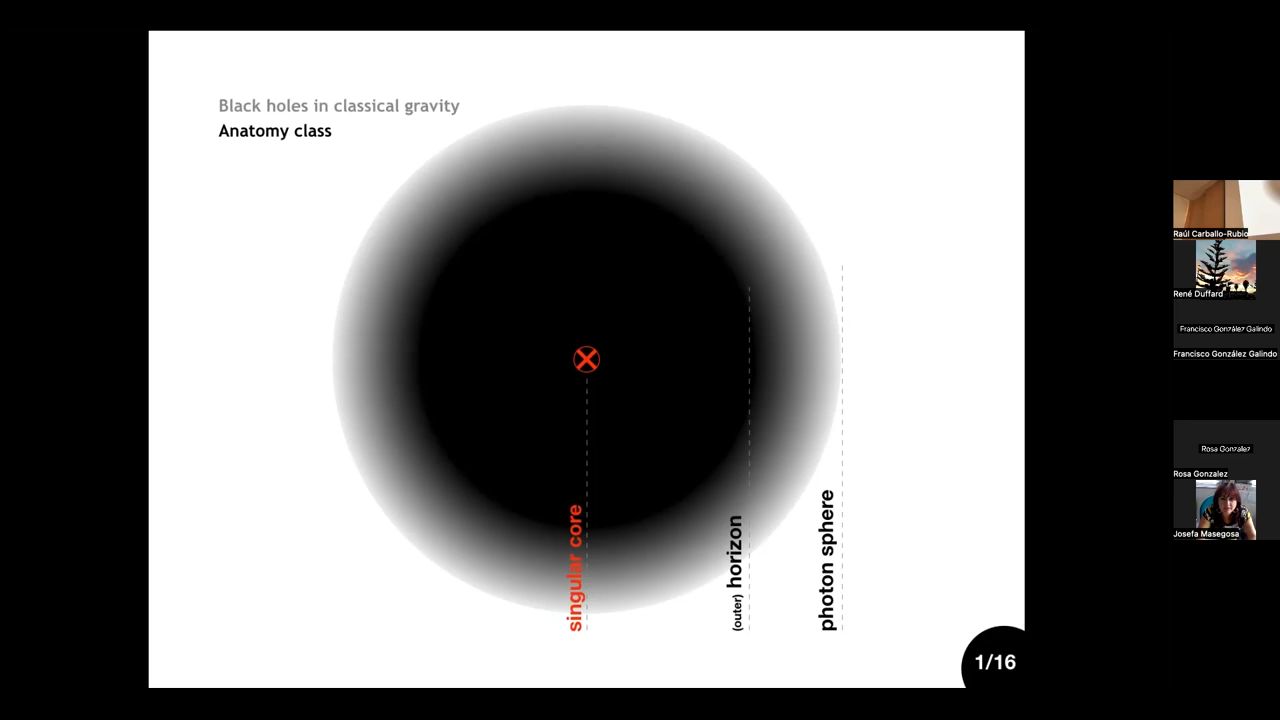 Black holes in classical gravity
Anatomy class
singular core
(outer) horizon
photon sphere
1/16
Raúl Carballo-Rubio
René Duffard
Francisco González Galindo
Francisco González Galindo
Rosa Gonzalez
Rosa Gonzalez
Josefa Masegosa